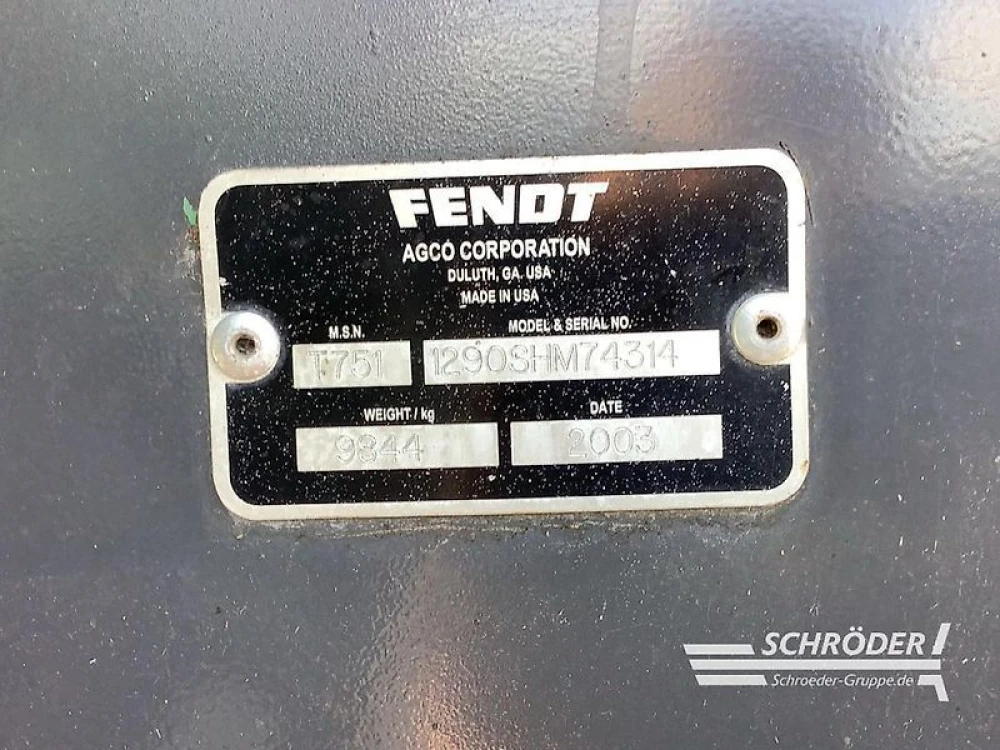 FENDT
AGCO CORPORATION
DULUTH, GA. USA
MADE IN USA
M.S.N. MODEL & SERIAL NO.
T751 1290SHM74314
WEIGHT / kg DATE
9844 2003
SCHRÖDER
Schroeder-Gruppe.de